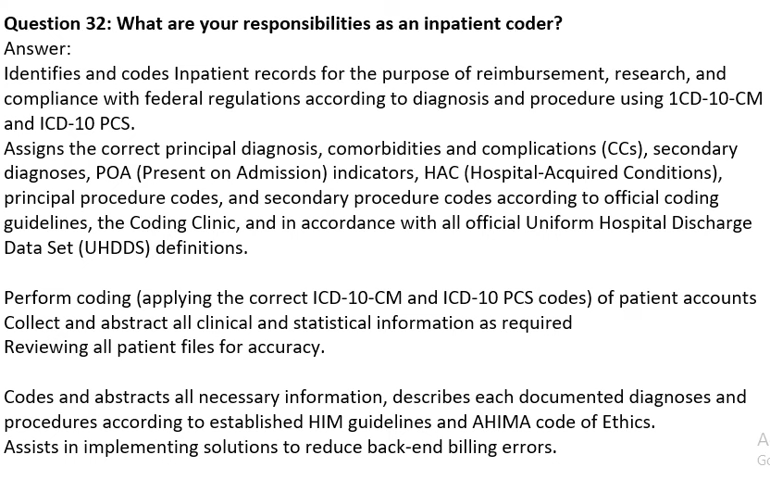 Question 32: What are your responsibilities as an inpatient coder?
Answer:
Identifies and codes Inpatient records for the purpose of reimbursement, research, and
compliance with federal regulations according to diagnosis and procedure using 1CD-10-CM
and ICD-10 PCS.
Assigns the correct principal diagnosis, comorbidities and complications (CCs), secondary
diagnoses, POA (Present on Admission) indicators, HAC (Hospital-Acquired Conditions),
principal procedure codes, and secondary procedure codes according to official coding
guidelines, the Coding Clinic, and in accordance with all official Uniform Hospital Discharge
Data Set (UHDDS) definitions.
Perform coding (applying the correct ICD-10-CM and ICD-10 PCS codes) of patient accounts
Collect and abstract all clinical and statistical information as required
Reviewing all patient files for accuracy.
Codes and abstracts all necessary information, describes each documented diagnoses and
procedures according to established HIM guidelines and AHIMA code of Ethics.
Assists in implementing solutions to reduce back-end billing errors.